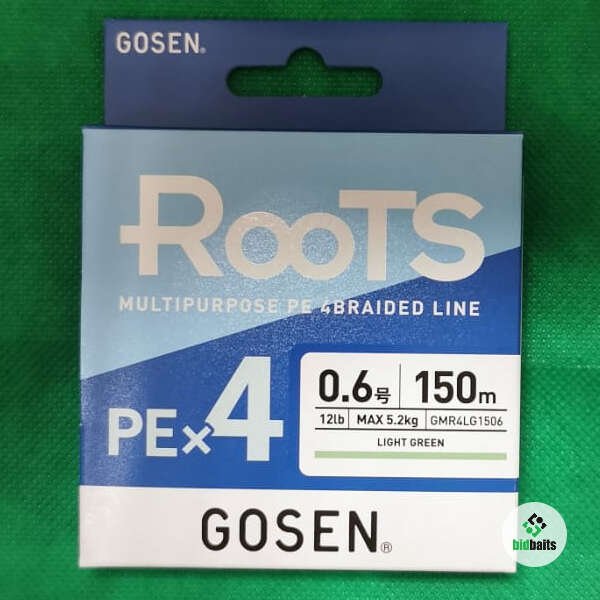 GOSEN®
RooTS
MULTIPURPOSE PE 4BRAIDED LINE
PE×4
0.6号 150m
12lb MAX 5.2kg GMR4LG1506
LIGHT GREEN
GOSEN®
bidbaits